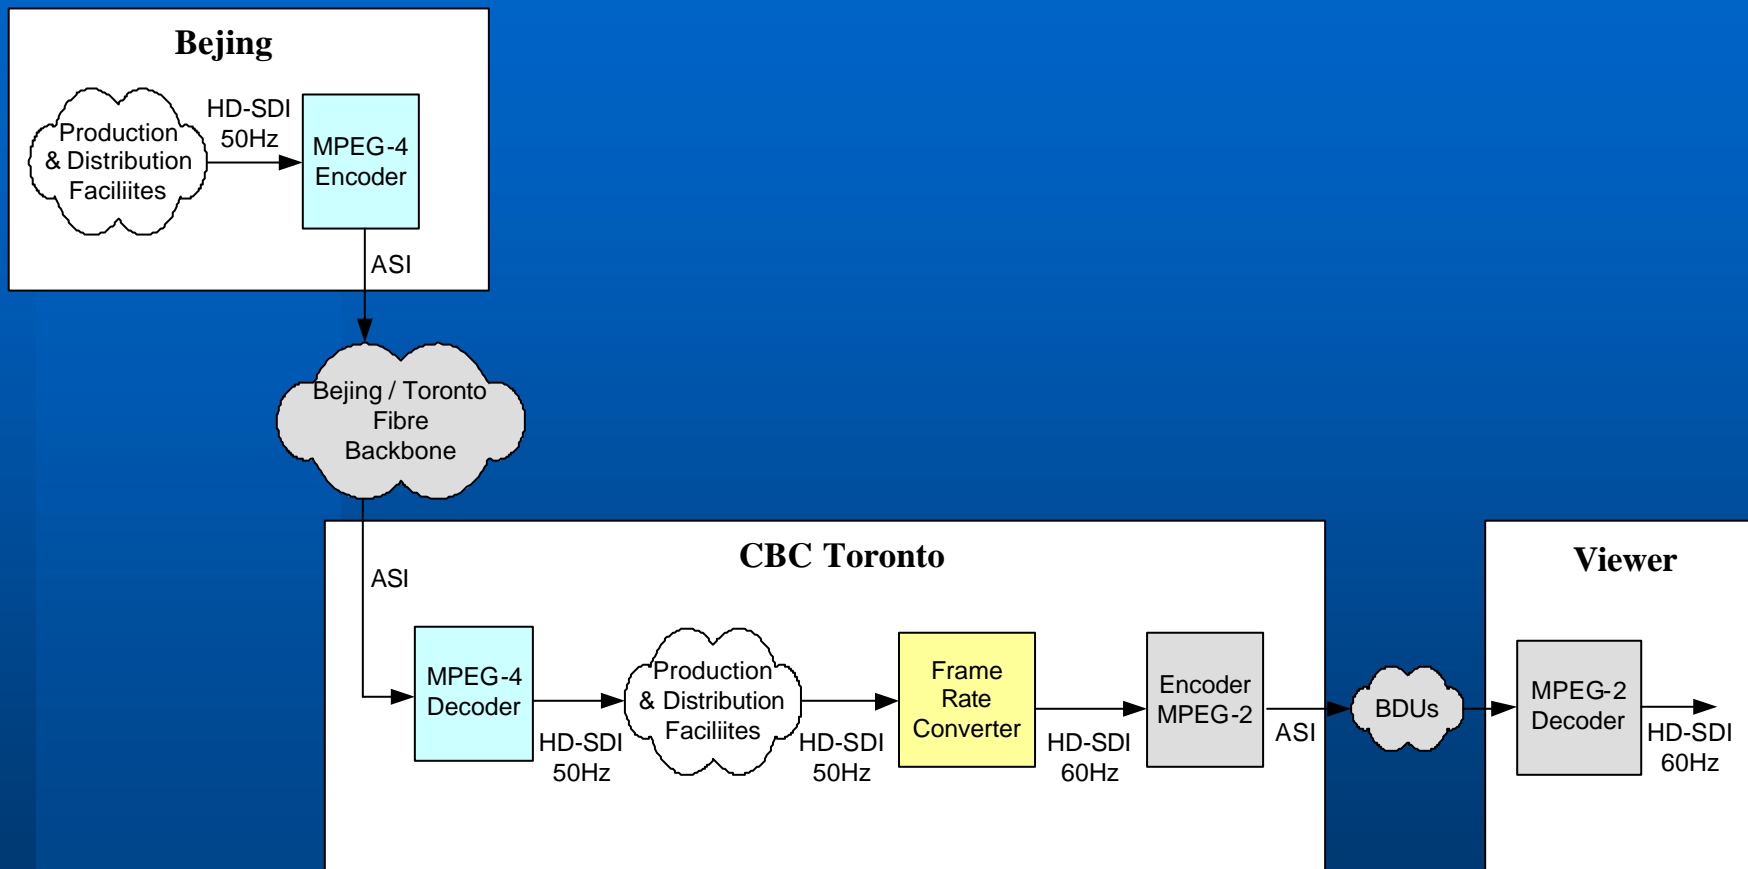 Bejing
Production
& Distribution
Faciliites
HD-SDI
50Hz
MPEG-4
Encoder
ASI
Bejing / Toronto
Fibre
Backbone
CBC Toronto
ASI
MPEG-4
Decoder
HD-SDI
50Hz
Production
& Distribution
Faciliites
HD-SDI
50Hz
Frame
Rate
Converter
HD-SDI
60Hz
Encoder
MPEG-2
ASI
BDUs
Viewer
MPEG-2
Decoder
HD-SDI
60Hz